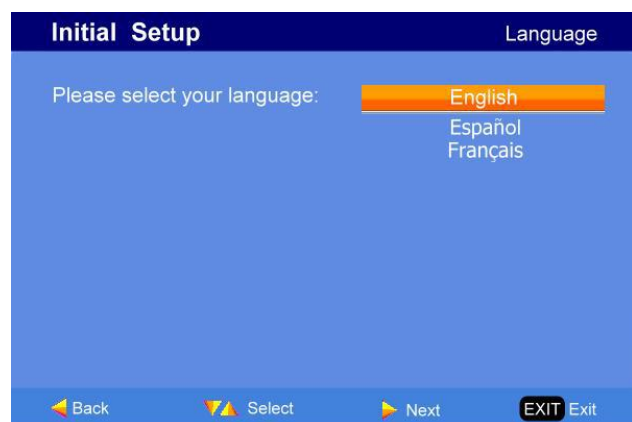 Initial Setup Language
Please select your language: English
Español
Français
Back Select Next EXIT Exit